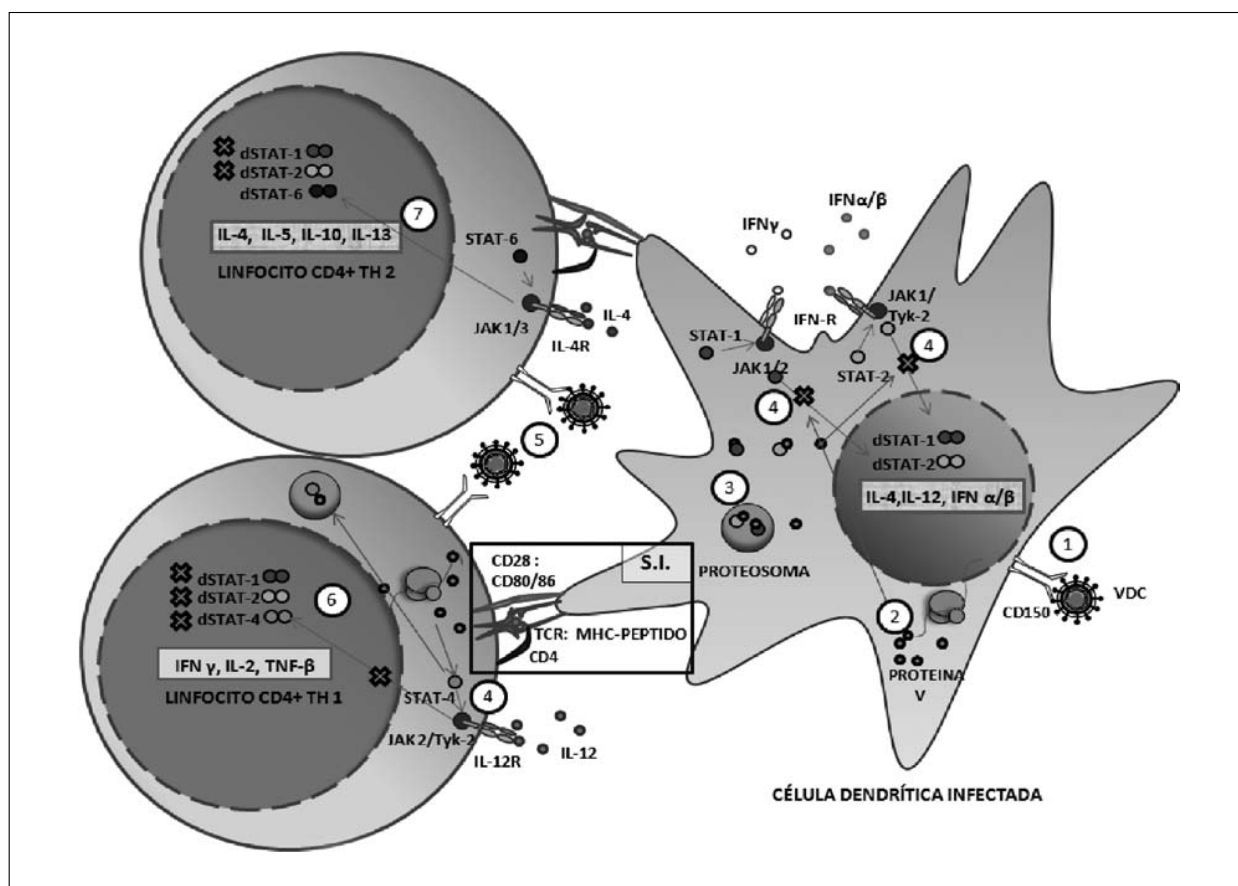 dSTAT-1
dSTAT-2
dSTAT-6
7
IL-4, IL-5, IL-10, IL-13
LINFOCITO CD4+ TH 2
STAT-6
JAK1/3
IL-4
IL-4R
5
IFNγ
IFNα/β
JAK1/
Tyk-2
IFN-R
STAT-1
JAK1/2
STAT-2
4
4
3
PROTEOSOMA
dSTAT-1
dSTAT-2
IL-4,IL-12, IFN α/β
1
VDC
CD150
2
PROTEINA
V
CÉLULA DENDRÍTICA INFECTADA
CD28 :
CD80/86
S.I.
TCR: MHC-PEPTIDO
CD4
dSTAT-1
dSTAT-2
dSTAT-4
6
IFN γ, IL-2, TNF-β
LINFOCITO CD4+ TH 1
STAT-4
4
JAK2/Tyk-2
IL-12R
IL-12